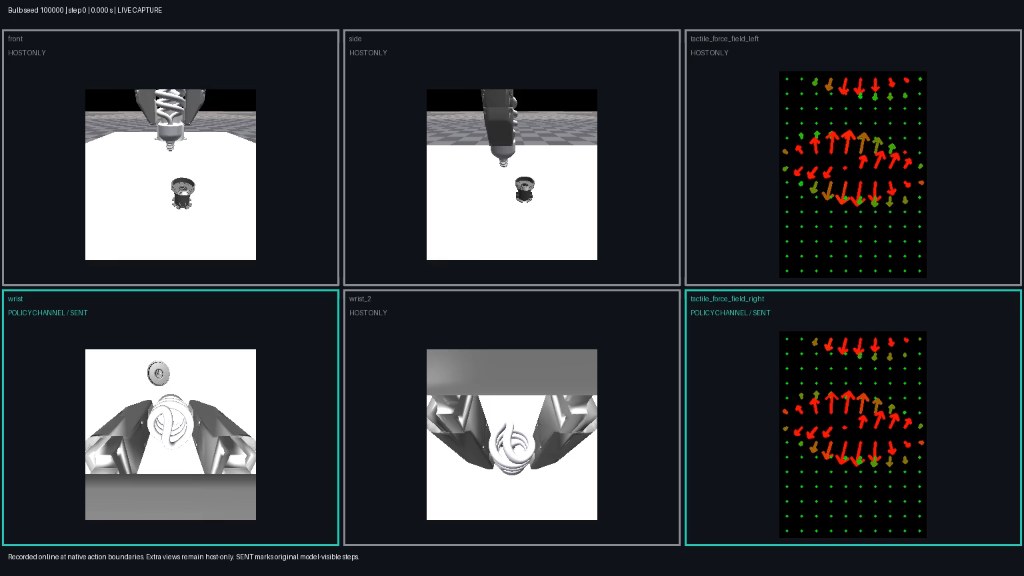 Bulbseed 100000 | step 0 | 0.000 s | LIVE CAPTURE
front
HOST ONLY
side
HOST ONLY
tactile_force_field_left
HOST ONLY
wrist
POLICY CHANNEL / SENT
wrist_2
HOST ONLY
tactile_force_field_right
POLICY CHANNEL / SENT
Recorded online at native action boundaries. Extra views remain host-only. SENT marks original model-visible steps.